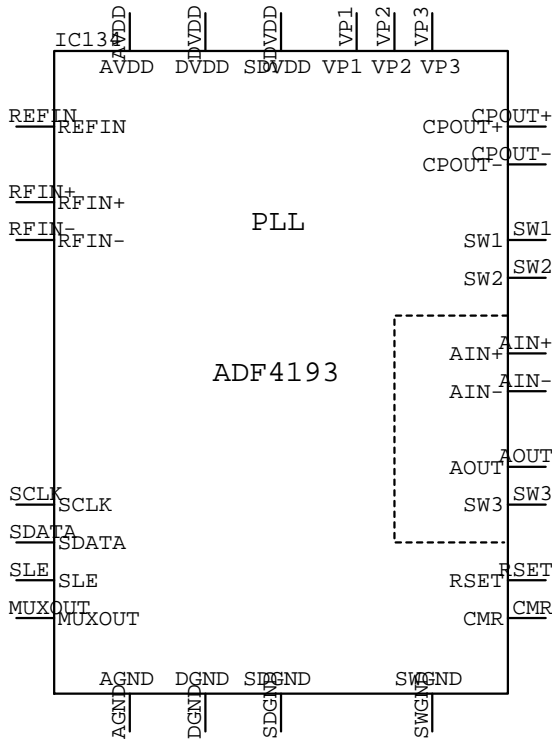 AVDD DVDD SDVDD VP1 VP2 VP3
IC134
AVDD DVDD SDVDD VP1 VP2 VP3
REFIN CPOUT+
REFIN CPOUT+
CPOUT-
CPOUT-
RFIN+
RFIN+
PLL
RFIN- SW1
RFIN- SW1
SW2
SW2
AIN+
AIN+
ADF4193
AIN-
AIN-
AOUT
AOUT
SCLK SW3
SCLK SW3
SDATA
SDATA
SLE RSET
SLE RSET
MUXOUT CMR
MUXOUT CMR
AGND DGND SDGND SWGND
AGND DGND SDGND SWGND